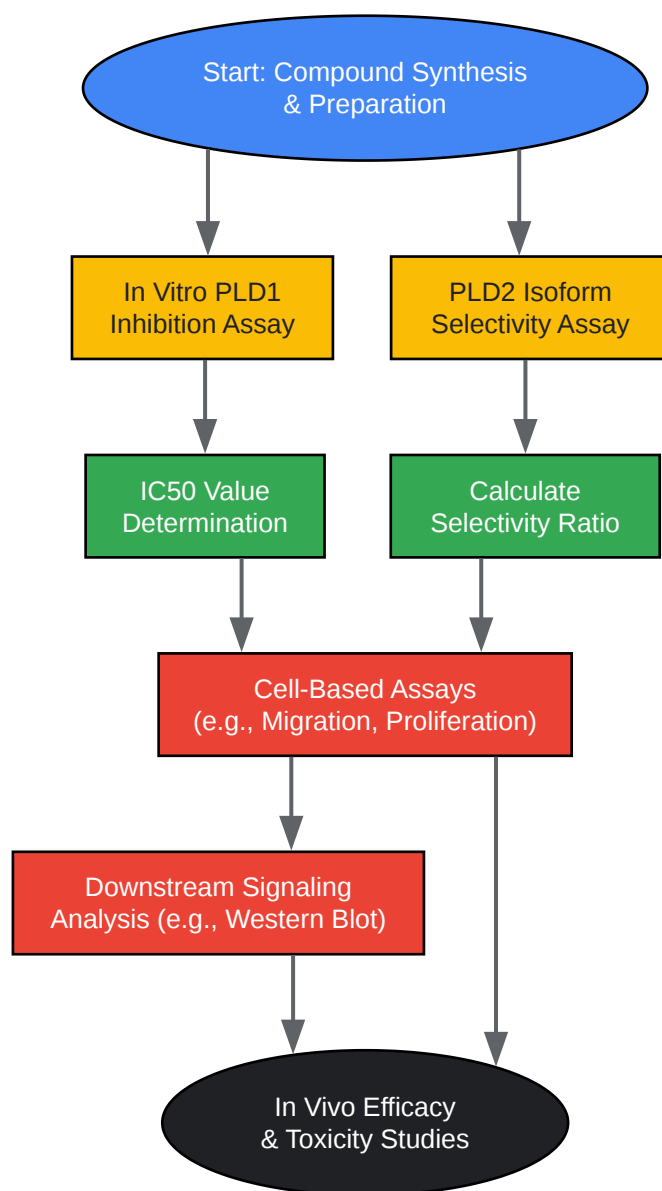 Start: Compound Synthesis
& Preparation
In Vitro PLD1
Inhibition Assay
PLD2 Isoform
Selectivity Assay
IC50 Value
Determination
Calculate
Selectivity Ratio
Cell-Based Assays
(e.g., Migration, Proliferation)
Downstream Signaling
Analysis (e.g., Western Blot)
In Vivo Efficacy
& Toxicity Studies